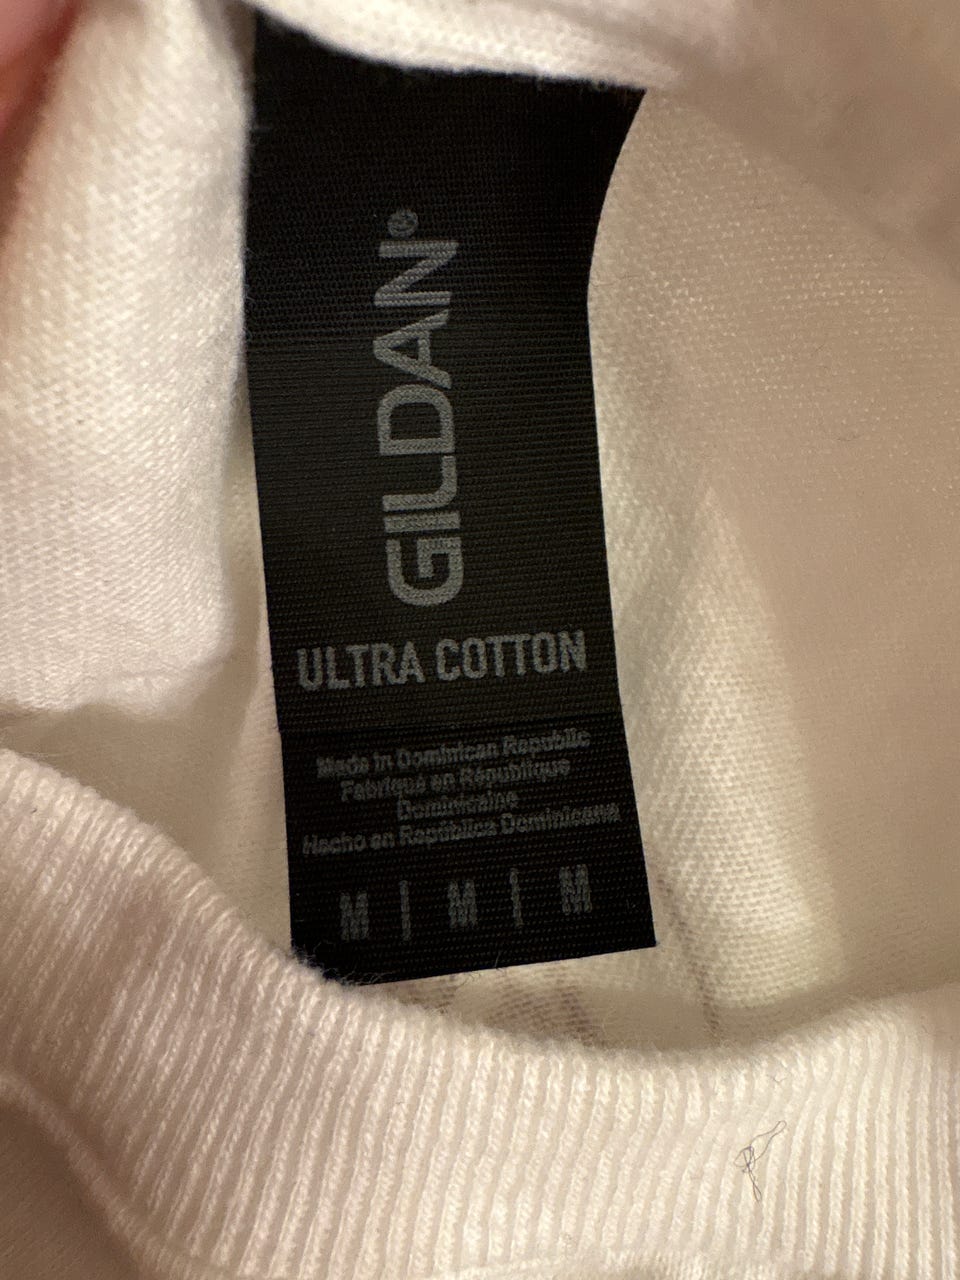 GILDAN®
ULTRA COTTON
Made in Dominican Republic
Fabriqué en République
Dominicaine
Hecho en República Dominicana
M | M | M